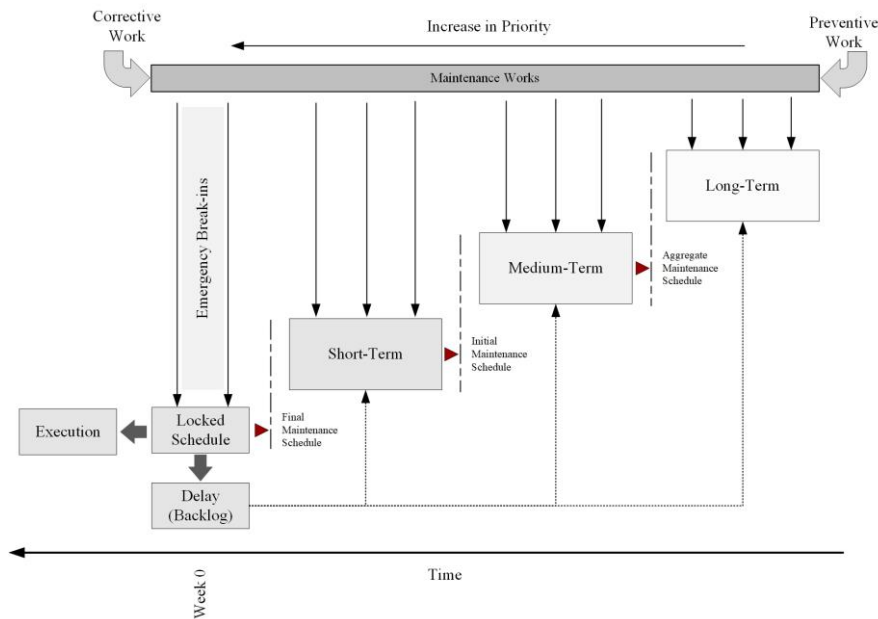 Corrective
Work
Increase in Priority
Preventive
Work
Maintenance Works
Emergency Break-ins
Long-Term
Medium-Term
Aggregate
Maintenance
Schedule
Short-Term
Initial
Maintenance
Schedule
Execution
Locked
Schedule
Final
Maintenance
Schedule
Delay
(Backlog)
Time
Week 0